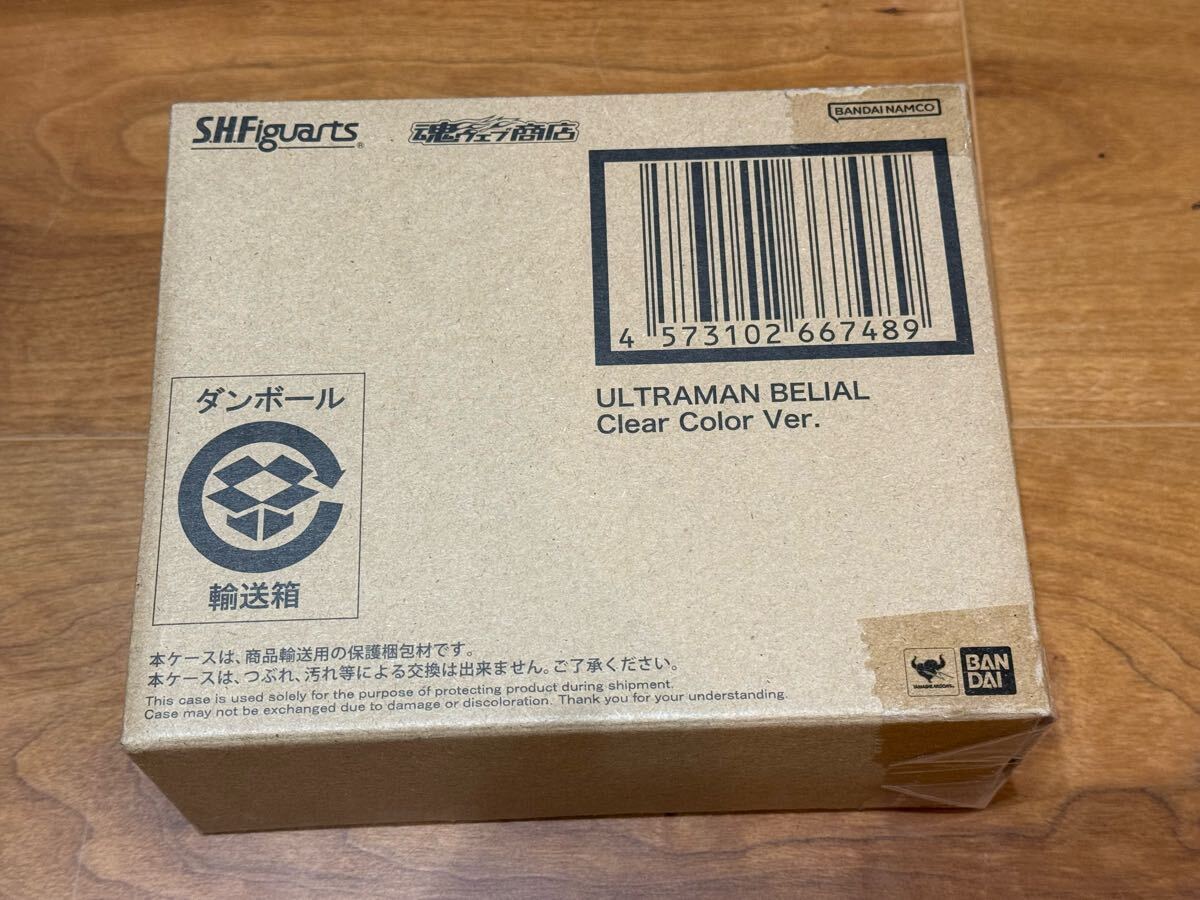 S.H.Figuarts®
魂ウェブ商店
BANDAI NAMCO
4 573102 667489
ULTRAMAN BELIAL
Clear Color Ver.
ダンボール
輸送箱
本ケースは、商品輸送用の保護梱包材です。
本ケースは、つぶれ、汚れ等による交換は出来ません。ご了承ください。
This case is used solely for the purpose of protecting product during shipment.
Case may not be exchanged due to damage or discoloration. Thank you for your understanding.
TAMASHII NATIONS
BAN
DAI